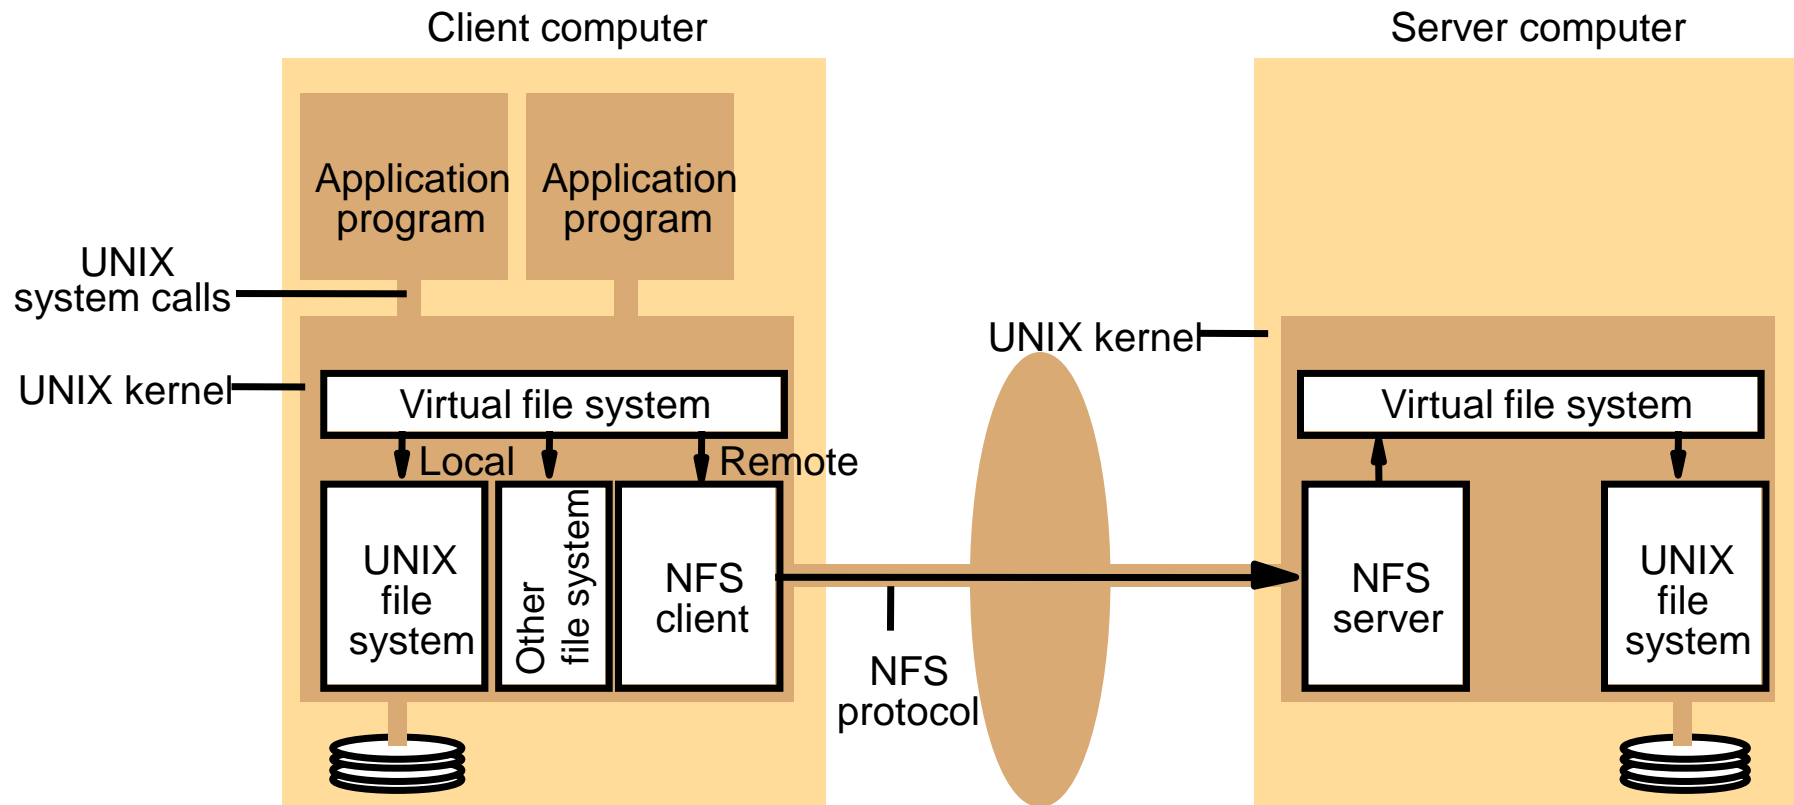 Client computer
Server computer
Application
program
Application
program
UNIX
system calls
UNIX kernel
UNIX kernel
Virtual file system
Virtual file system
Local
Remote
UNIX
file
system
Other
file system
NFS
client
NFS
protocol
NFS
server
UNIX
file
system